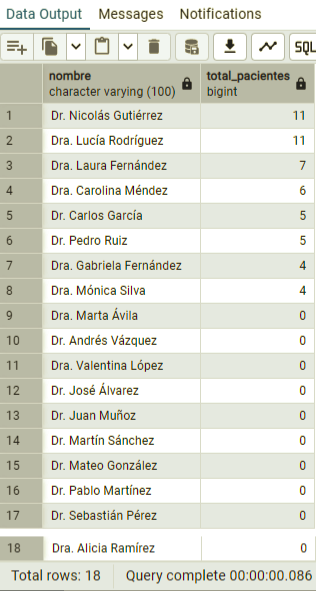 Data Output Messages Notifications
SQL
nombre total_pacientes
character varying (100) bigint
1 Dr. Nicolás Gutiérrez 11
2 Dra. Lucía Rodríguez 11
3 Dra. Laura Fernández 7
4 Dra. Carolina Méndez 6
5 Dr. Carlos García 5
6 Dr. Pedro Ruiz 5
7 Dra. Gabriela Fernández 4
8 Dra. Mónica Silva 4
9 Dra. Marta Ávila 0
10 Dr. Andrés Vázquez 0
11 Dra. Valentina López 0
12 Dr. José Álvarez 0
13 Dr. Juan Muñoz 0
14 Dr. Martín Sánchez 0
15 Dr. Mateo González 0
16 Dr. Pablo Martínez 0
17 Dr. Sebastián Pérez 0
18 Dra. Alicia Ramírez 0
Total rows: 18 Query complete 00:00:00.086